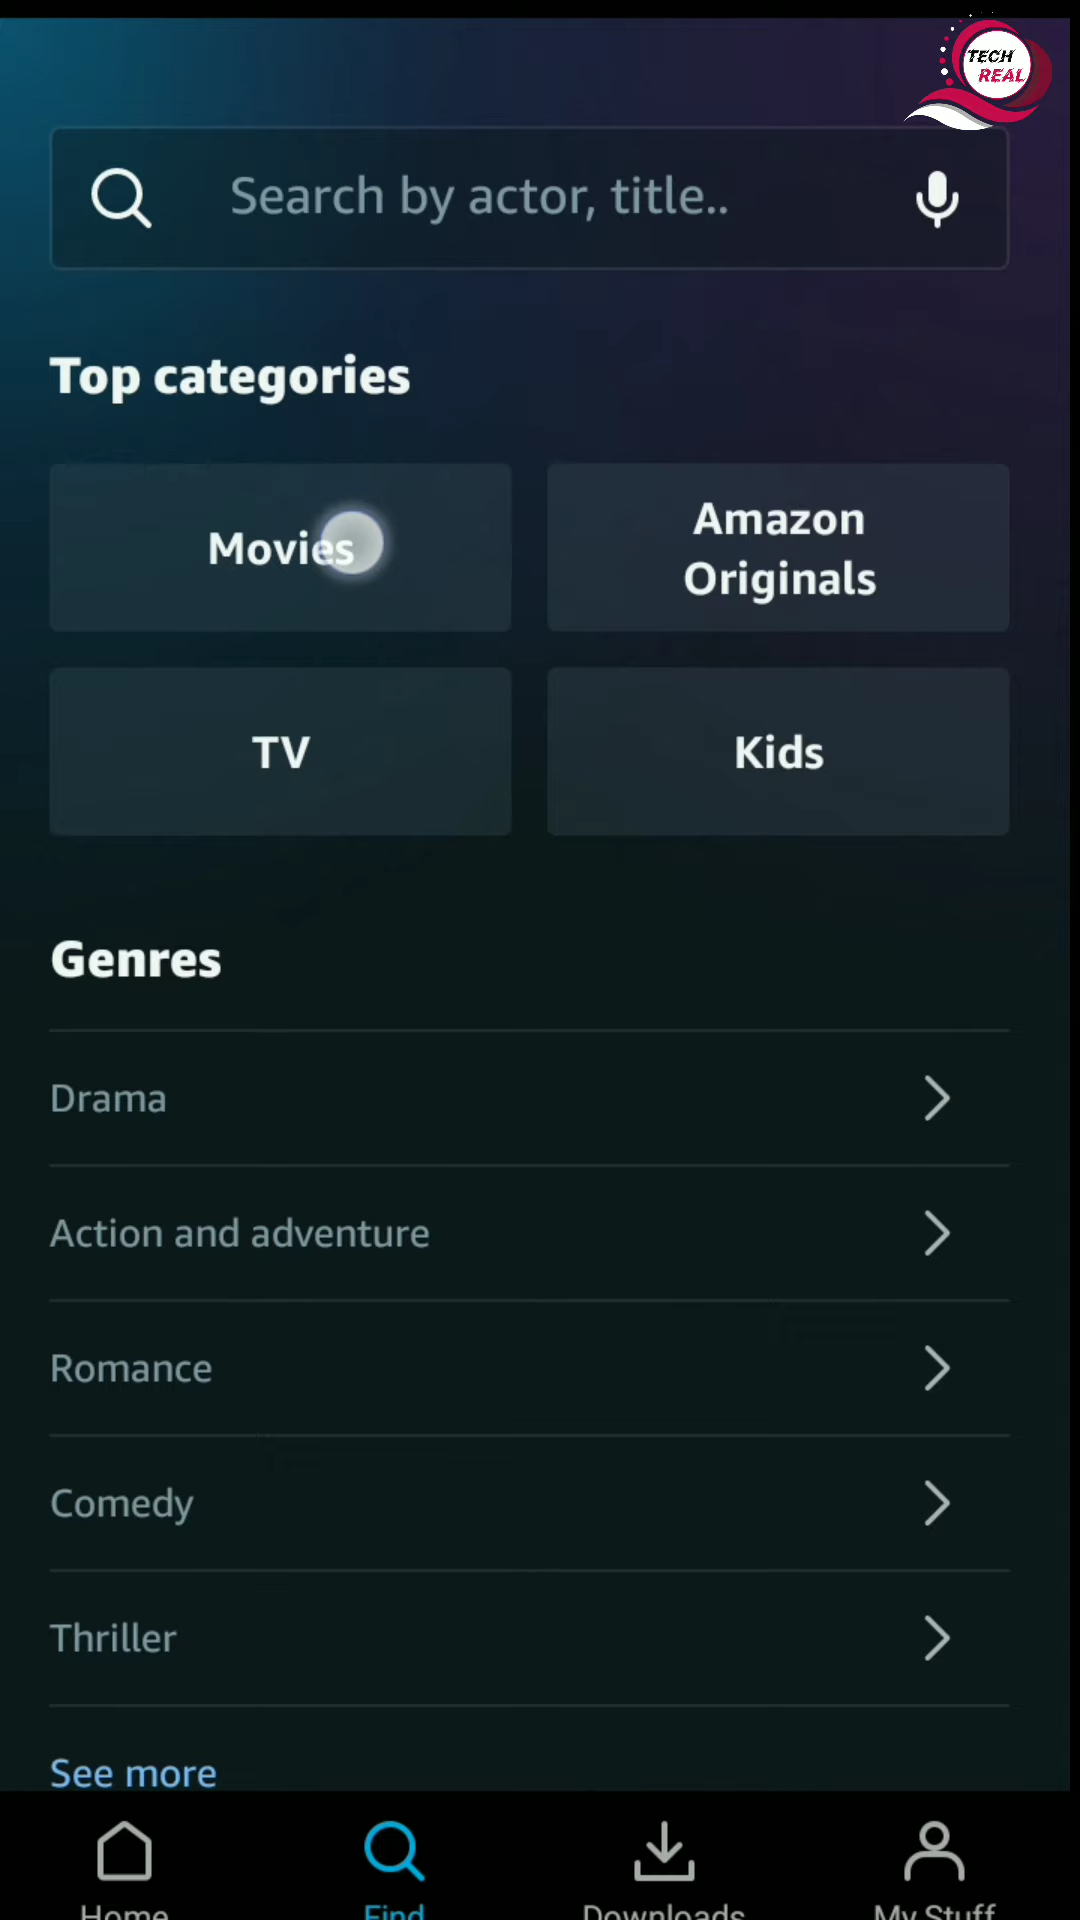 TECH
REAL
Search by actor, title..
Top categories
Movies
Amazon
Originals
TV
Kids
Genres
Drama
Action and adventure
Romance
Comedy
Thriller
See more
Home
Find
Downloads
My Stuff